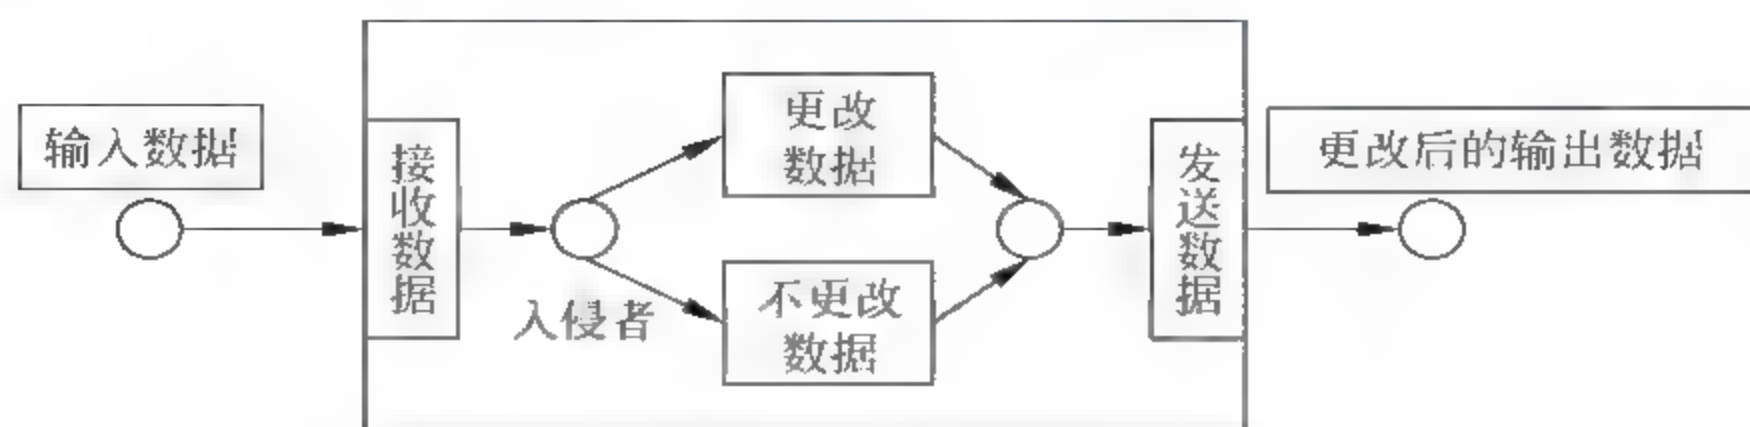 输入数据
接收数据
入侵者
更改
数据
不更改
数据
发送数据
更改后的输出数据